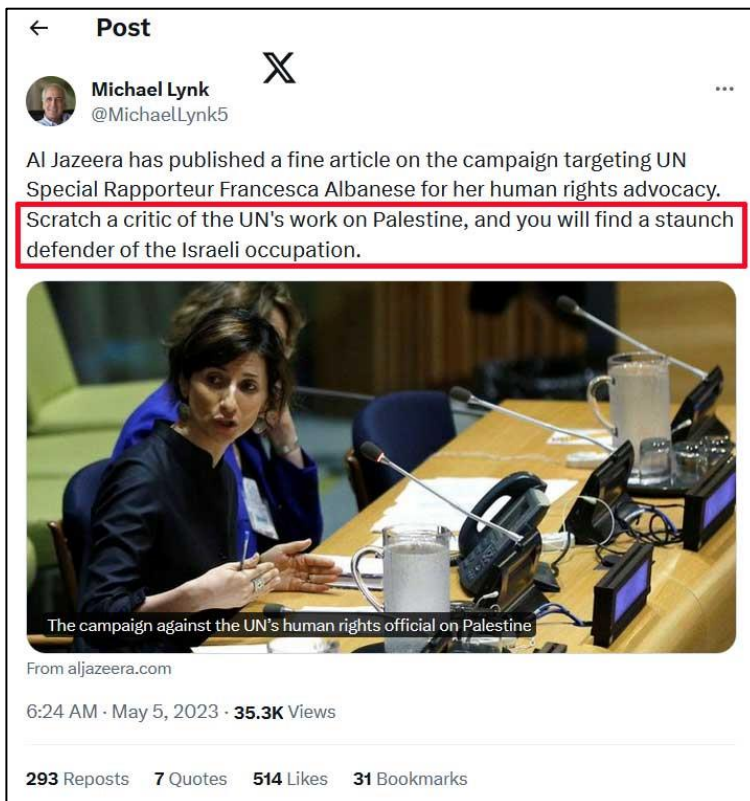 ← Post
X
Michael Lynk
@MichaelLynk5
...
Al Jazeera has published a fine article on the campaign targeting UN
Special Rapporteur Francesca Albanese for her human rights advocacy.
Scratch a critic of the UN's work on Palestine, and you will find a staunch
defender of the Israeli occupation.
The campaign against the UN's human rights official on Palestine
From aljazeera.com
6:24 AM · May 5, 2023 · 35.3K Views
293 Reposts 7 Quotes 514 Likes 31 Bookmarks